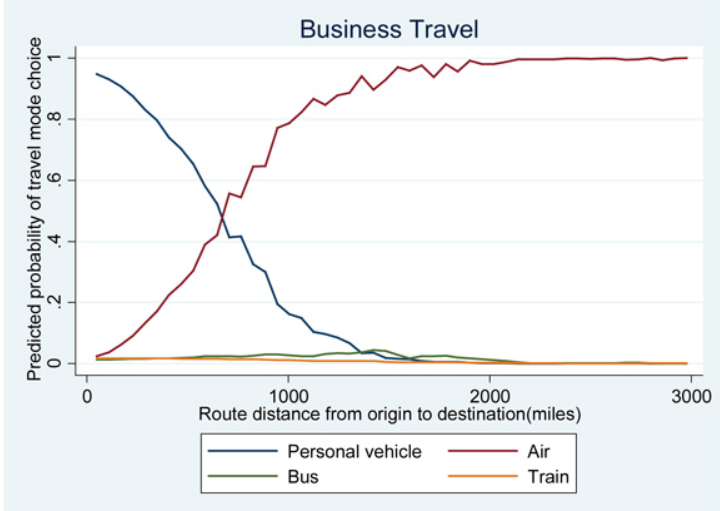 Business Travel
Predicted probability of travel mode choice
1
.8
.6
.4
.2
0
0 1000 2000 3000
Route distance from origin to destination(miles)
Personal vehicle Air
Bus Train